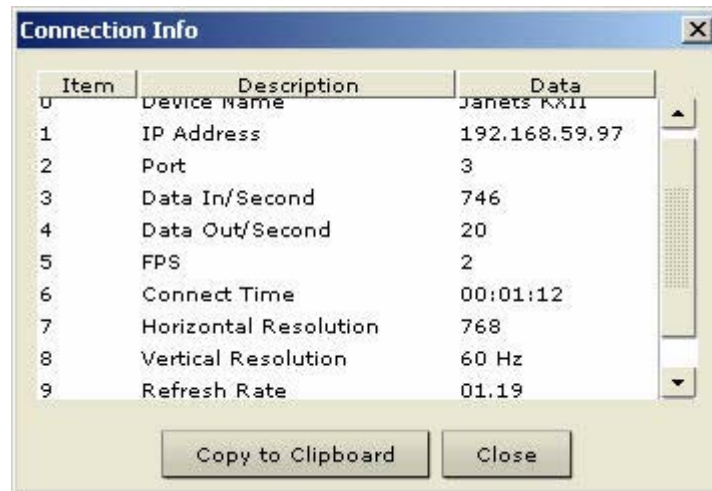 Connection Info
Item Description Data
0 Device Name Janets KXII
1 IP Address 192.168.59.97
2 Port 3
3 Data In/Second 746
4 Data Out/Second 20
5 FPS 2
6 Connect Time 00:01:12
7 Horizontal Resolution 768
8 Vertical Resolution 60 Hz
9 Refresh Rate 01.19
Copy to Clipboard Close